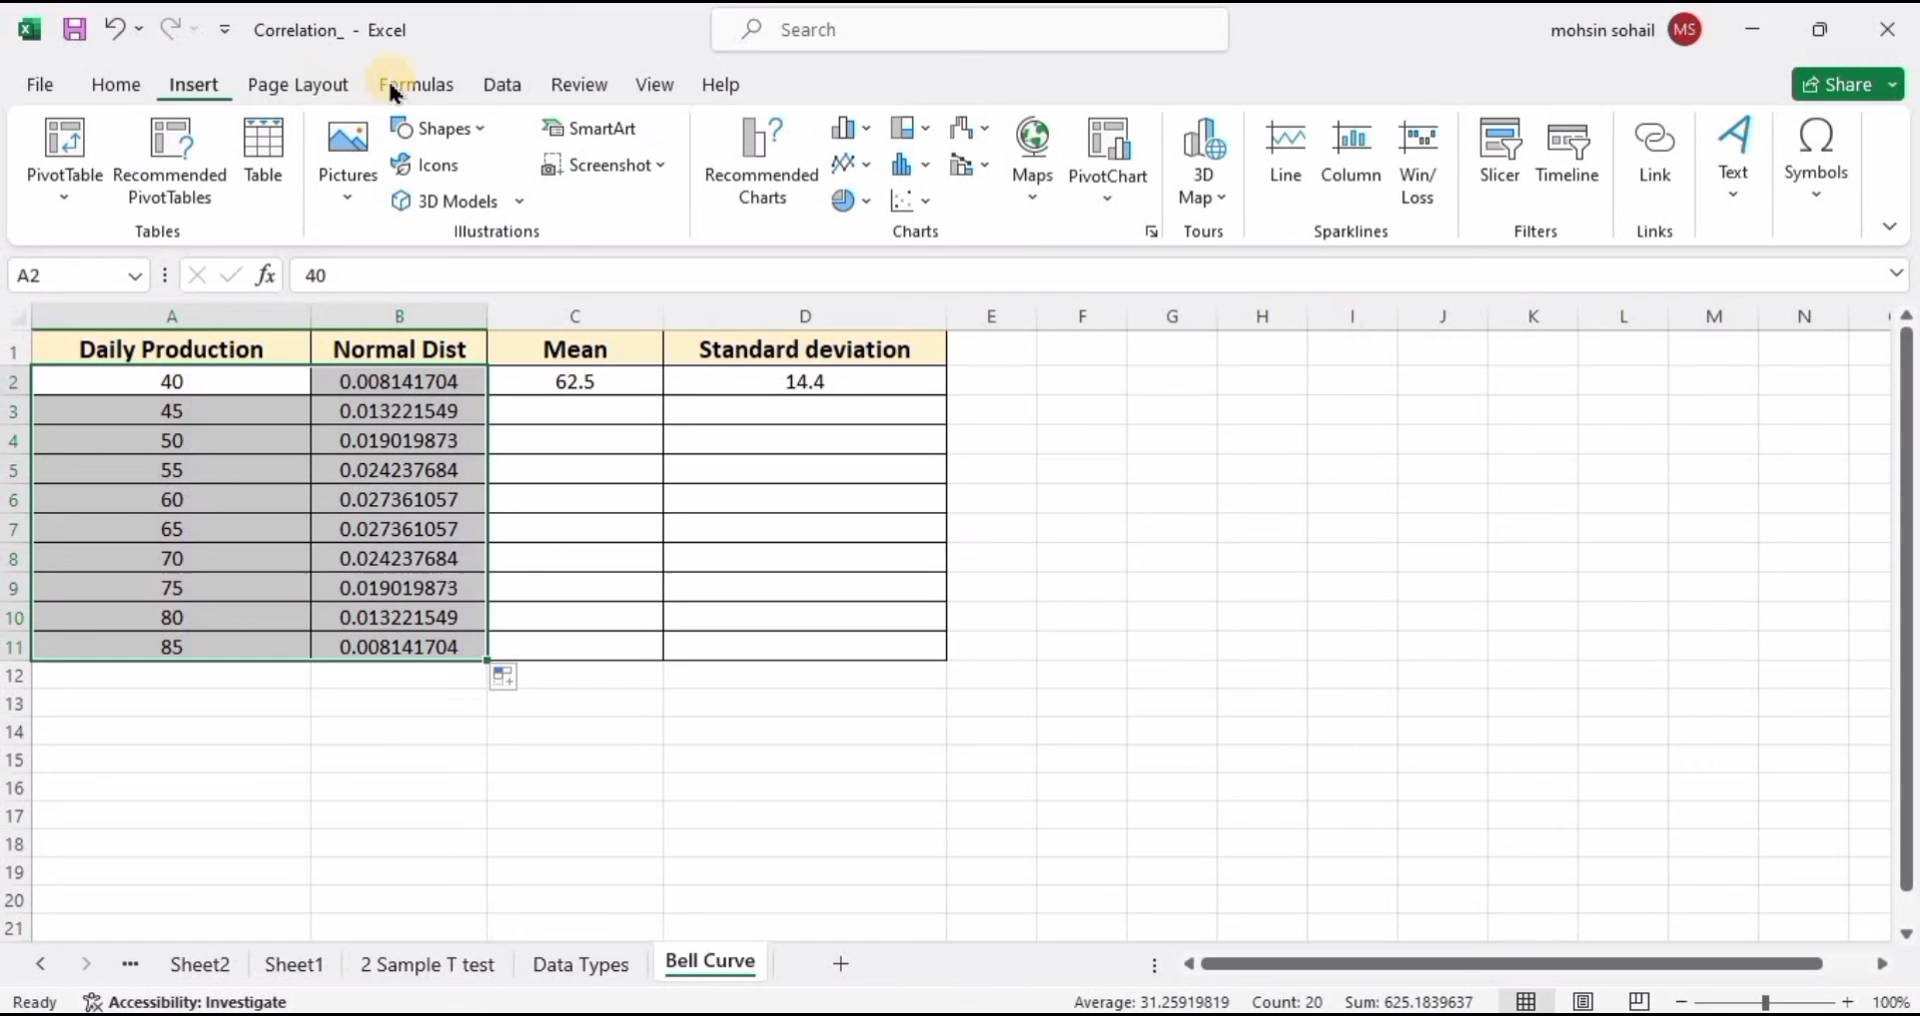 Correlation_ - Excel
Search
mohsin sohail MS
File Home Insert Page Layout Formulas Data Review View Help
Share
PivotTable
Recommended PivotTables
Table
Tables
Pictures
Shapes
Icons
3D Models
SmartArt
Screenshot
Illustrations
Recommended Charts
Maps
PivotChart
Charts
3D Map
Tours
Line
Column
Win/Loss
Sparklines
Slicer
Timeline
Filters
Link
Links
Text
Symbols
A2 fx 40
A B C D E F G H I J K L M N
1 Daily Production Normal Dist Mean Standard deviation
2 40 0.008141704 62.5 14.4
3 45 0.013221549
4 50 0.019019873
5 55 0.024237684
6 60 0.027361057
7 65 0.027361057
8 70 0.024237684
9 75 0.019019873
10 80 0.013221549
11 85 0.008141704
12
13
14
15
16
17
18
19
20
21
Sheet2 Sheet1 2 Sample T test Data Types Bell Curve
Ready Accessibility: Investigate Average: 31.25919819 Count: 20 Sum: 625.1839637 100%